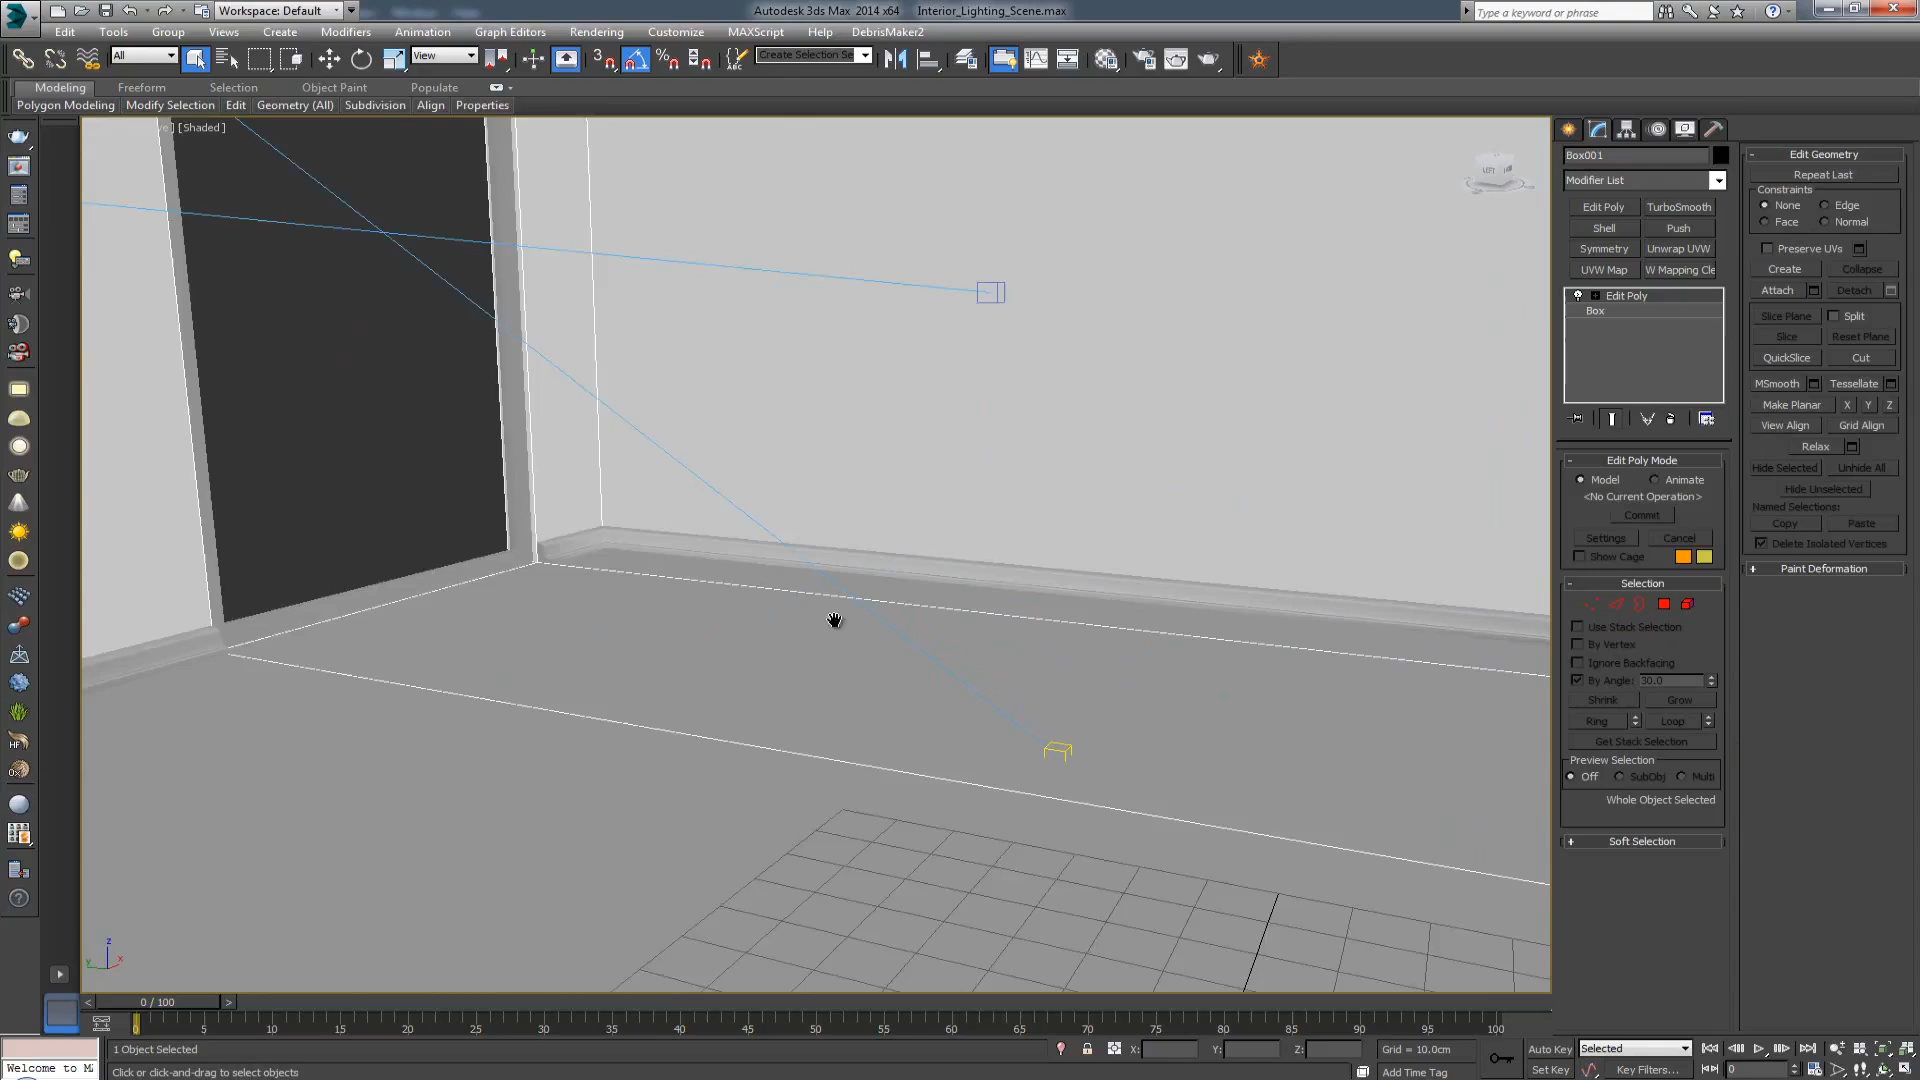 Workspace: Default
Autodesk 3ds Max 2014 x64 Interior_Lighting_Scene.max
Type a keyword or phrase
Edit Tools Group Views Create Modifiers Animation Graph Editors Rendering Customize MAXScript Help DebrisMaker2
All View Create Selection Se
Modeling Freeform Selection Object Paint Populate
Polygon Modeling Modify Selection Edit Geometry (All) Subdivision Align Properties
[Shaded]
LEFT
Box001
Modifier List
Edit Poly TurboSmooth
Shell Push
Symmetry Unwrap UVW
UVW Map W Mapping Cle
Edit Poly
Box
Edit Poly Mode
Model Animate
<No Current Operation>
Commit
Settings Cancel
Show Cage
Selection
Use Stack Selection
By Vertex
Ignore Backfacing
By Angle: 30.0
Shrink Grow
Ring Loop
Get Stack Selection
Preview Selection
Off SubObj Multi
Whole Object Selected
Soft Selection
Edit Geometry
Repeat Last
Constraints
None Edge
Face Normal
Preserve UVs
Create Collapse
Attach Detach
Slice Plane Split
Slice Reset Plane
QuickSlice Cut
MSmooth Tessellate
Make Planar X Y Z
View Align Grid Align
Relax
Hide Selected Unhide All
Hide Unselected
Named Selections:
Copy Paste
Delete Isolated Vertices
Paint Deformation
HF
z
y x
< 0 / 100 >
0 5 10 15 20 25 30 35 40 45 50 55 60 65 70 75 80 85 90 95 100
1 Object Selected X: Y: Z: Grid = 10.0cm Auto Key Selected
Welcome to M
Click or click-and-drag to select objects Add Time Tag Set Key Key Filters... 0